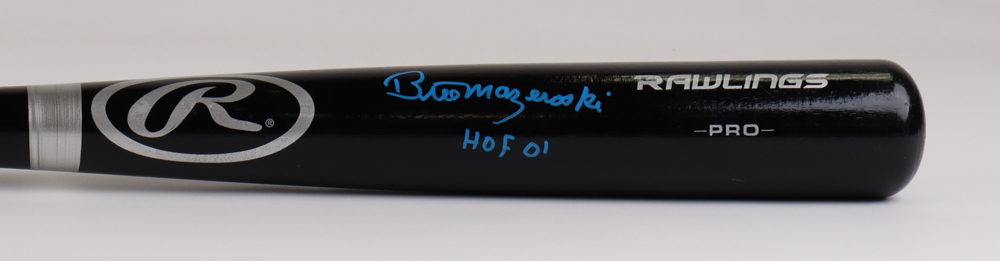 R®
Bill Mazeroski
HOF 01
RAWLINGS
-PRO-